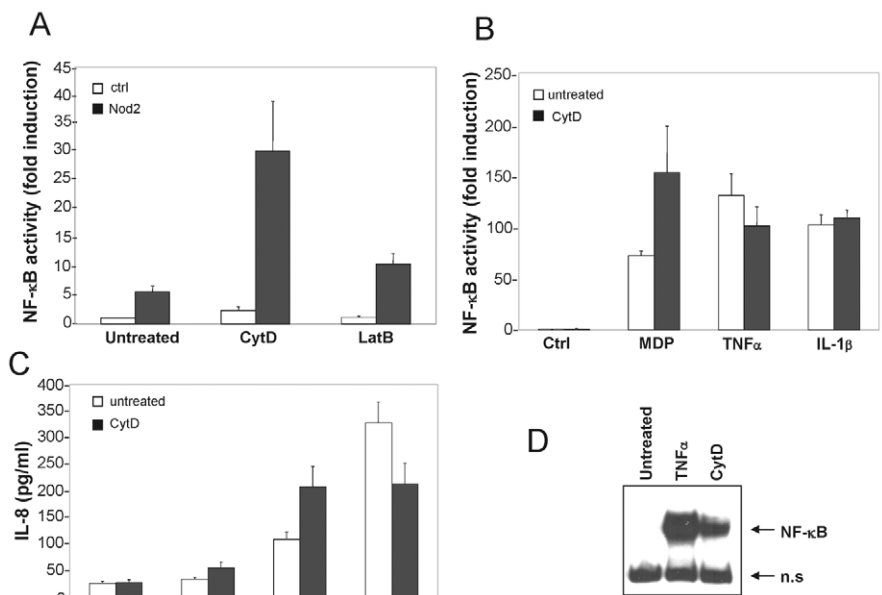 A
NF-κB activity (fold induction)
45
40
35
30
25
20
15
10
5
0
ctrl
Nod2
Untreated CytD LatB
B
NF-κB activity (fold induction)
250
200
150
100
50
0
untreated
CytD
Ctrl MDP TNFα IL-1β
C
IL-8 (pg/ml)
400
350
300
250
200
150
100
50
untreated
CytD
D
Untreated
TNFα
CytD
NF-κB
n.s